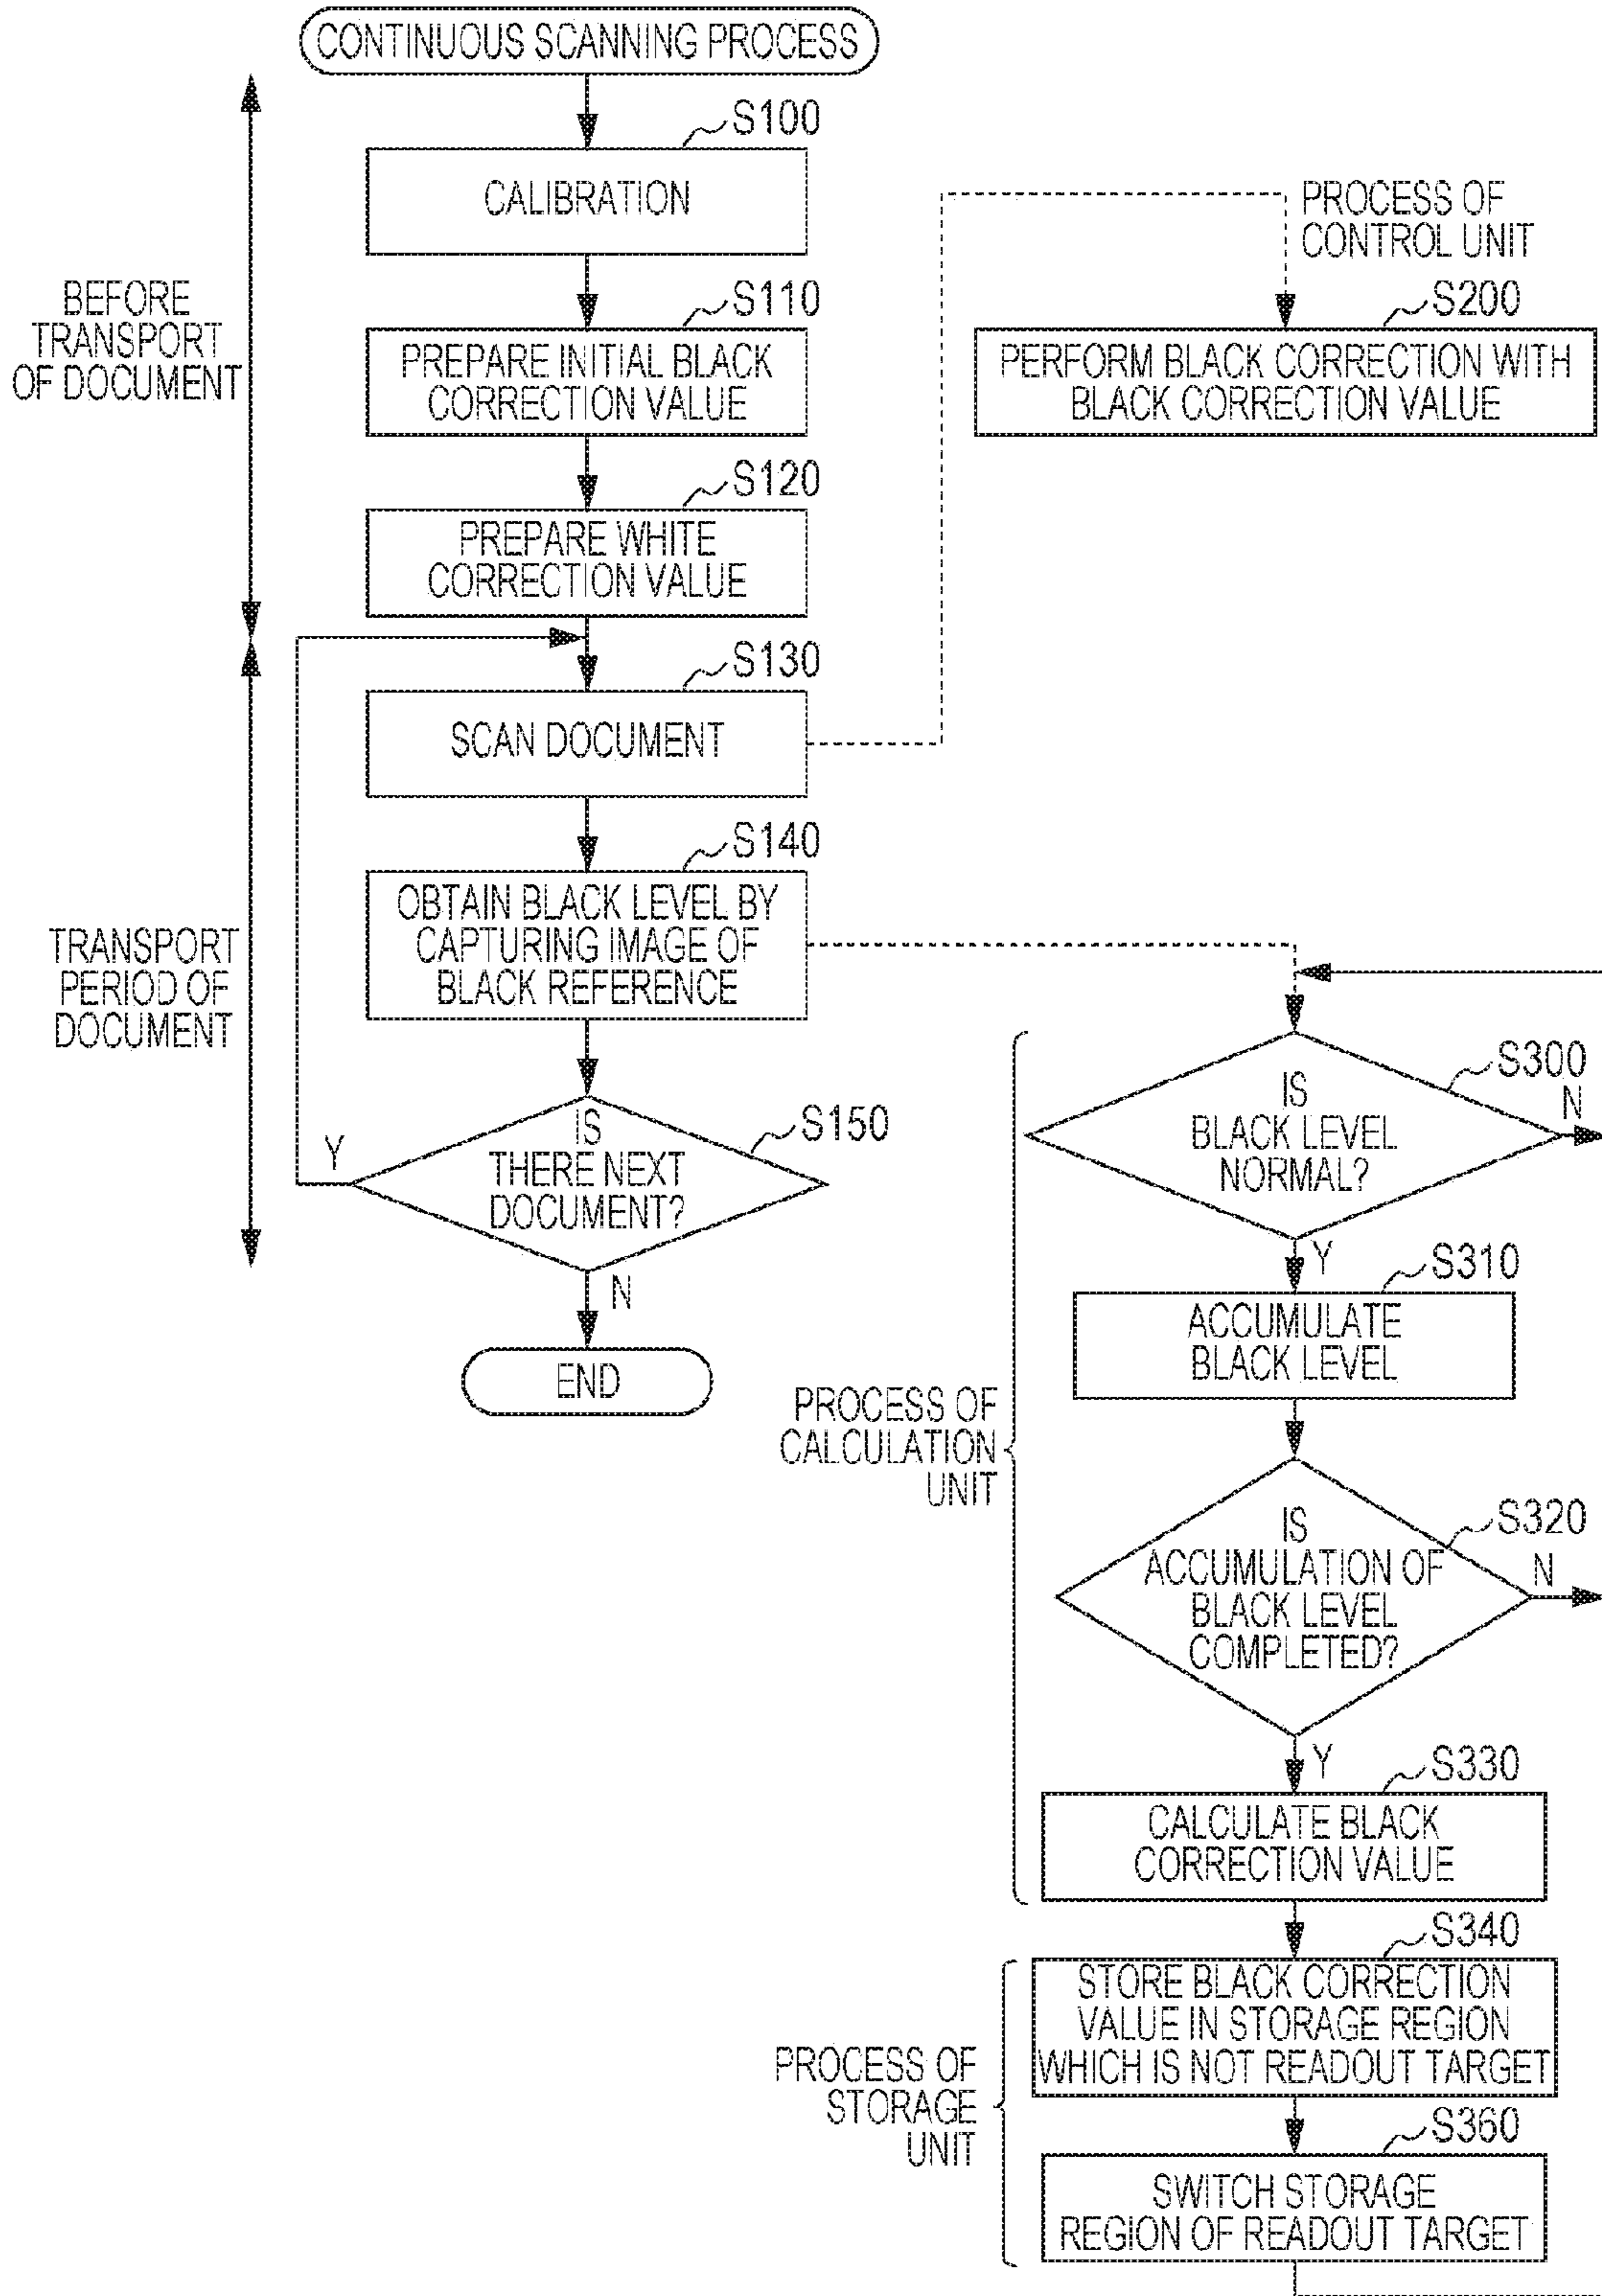 CONTINUOUS SCANNING PROCESS
S100
CALIBRATION
BEFORE
TRANSPORT
OF DOCUMENT
S110
PREPARE INITIAL BLACK
CORRECTION VALUE
S120
PREPARE WHITE
CORRECTION VALUE
PROCESS OF
CONTROL UNIT
S200
PERFORM BLACK CORRECTION WITH
BLACK CORRECTION VALUE
S130
SCAN DOCUMENT
TRANSPORT
PERIOD OF
DOCUMENT
S140
OBTAIN BLACK LEVEL BY
CAPTURING IMAGE OF
BLACK REFERENCE
S150
IS
THERE NEXT
DOCUMENT?
Y
N
END
PROCESS OF
CALCULATION
UNIT
S300
IS
BLACK LEVEL
NORMAL?
N
Y
S310
ACCUMULATE
BLACK LEVEL
S320
IS
ACCUMULATION OF
BLACK LEVEL
COMPLETED?
N
Y
S330
CALCULATE BLACK
CORRECTION VALUE
PROCESS OF
STORAGE
UNIT
S340
STORE BLACK CORRECTION
VALUE IN STORAGE REGION
WHICH IS NOT READOUT TARGET
S360
SWITCH STORAGE
REGION OF READOUT TARGET